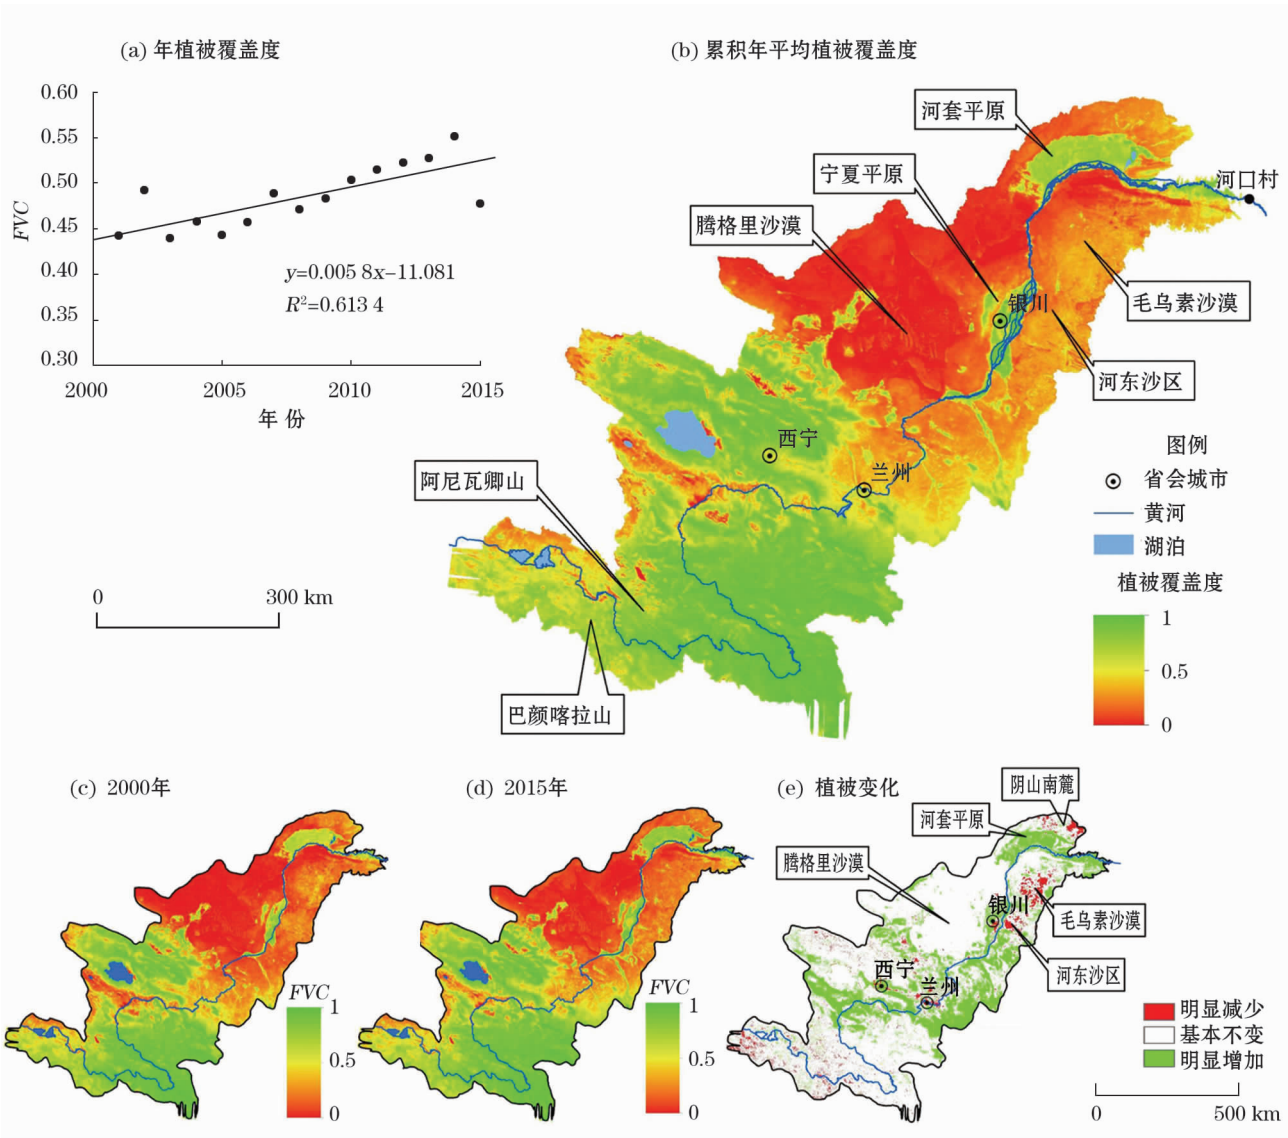 (a) 年植被覆盖度
0.60
0.55
0.50
0.45
0.40
0.35
0.30
FVC
y=0.005 8x−11.081
R²=0.613 4
2000
2005
2010
2015
年 份
(b) 累积年平均植被覆盖度
河套平原
宁夏平原
腾格里沙漠
河口村
银川
毛乌素沙漠
河东沙区
西宁
兰州
阿尼瓦卿山
巴颜喀拉山
0
300 km
图例
省会城市
黄河
湖泊
植被覆盖度
1
0.5
0
(c) 2000年
FVC
1
0.5
0
(d) 2015年
FVC
1
0.5
0
(e) 植被变化
阴山南麓
河套平原
腾格里沙漠
银川
毛乌素沙漠
河东沙区
西宁
兰州
明显减少
基本不变
明显增加
0
500 km